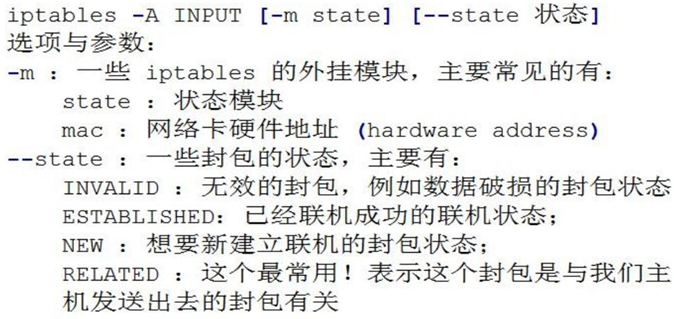 iptables -A INPUT [-m state] [--state 状态]
选项与参数：
-m : 一些 iptables 的外挂模块，主要常见的有：
state : 状态模块
mac : 网络卡硬件地址 (hardware address)
--state : 一些封包的状态，主要有：
INVALID : 无效的封包，例如数据破损的封包状态
ESTABLISHED: 已经联机成功的联机状态；
NEW : 想要新建立联机的封包状态；
RELATED : 这个最常用！表示这个封包是与我们主
机发送出去的封包有关